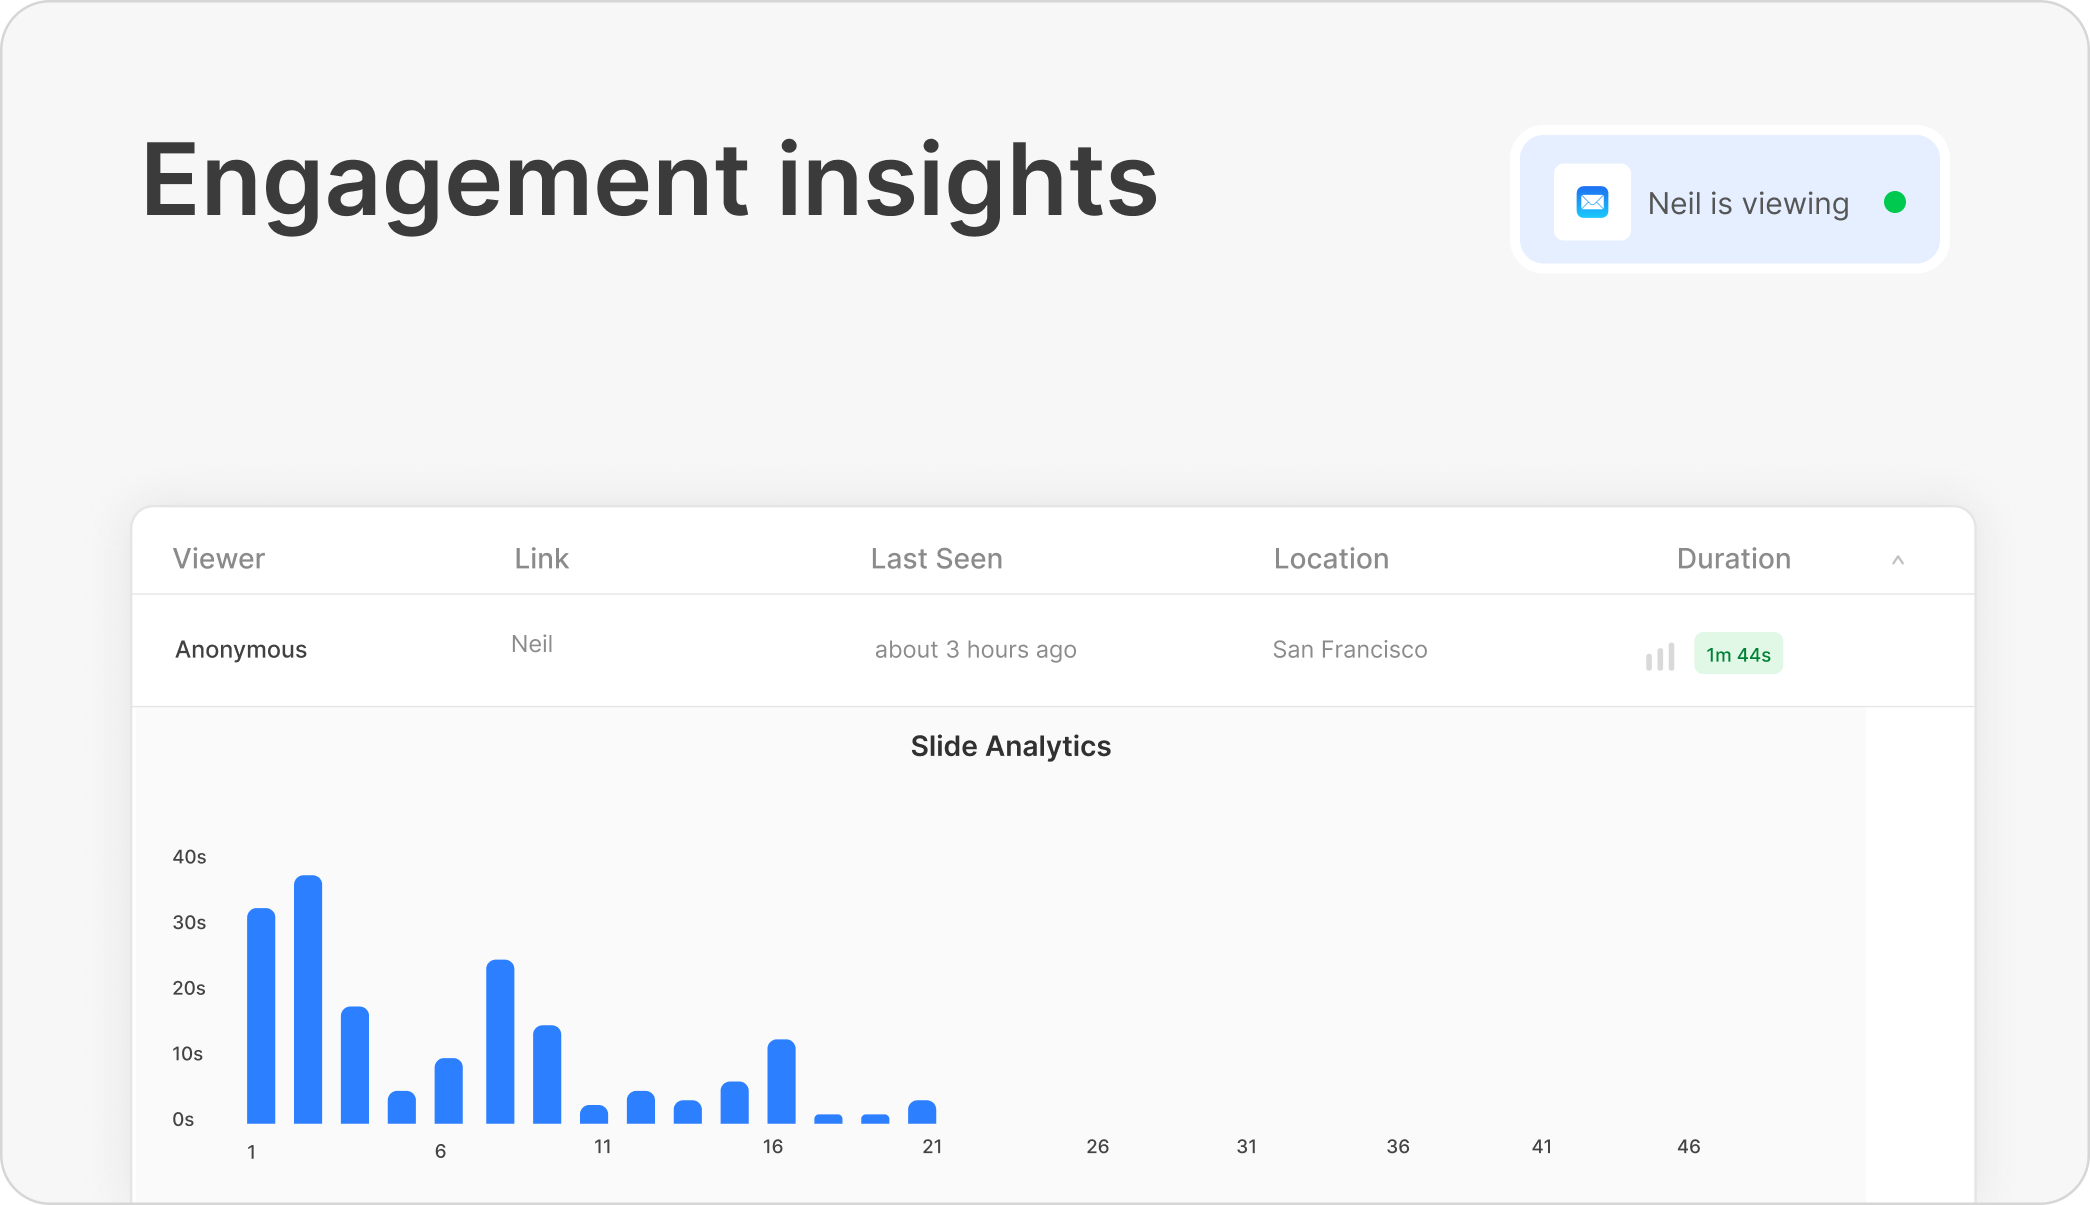 Engagement insights
Neil is viewing
Viewer Link Last Seen Location Duration
Anonymous Neil about 3 hours ago San Francisco 1m 44s
Slide Analytics
40s
30s
20s
10s
0s
1 6 11 16 21 26 31 36 41 46